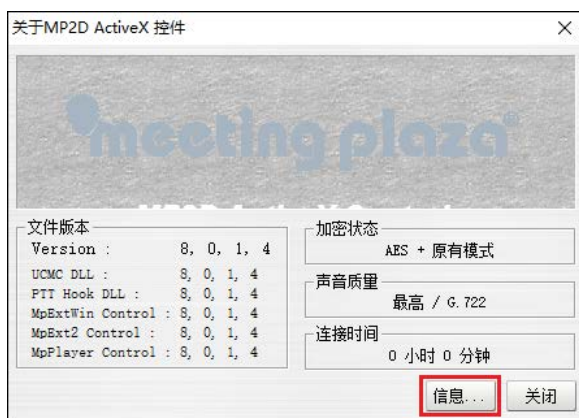 关于MP2D ActiveX 控件
meeting plaza®
MP2D ActiveX Control
文件版本
Version : 8, 0, 1, 4
UCMC DLL : 8, 0, 1, 4
PTT Hook DLL : 8, 0, 1, 4
MpExtWin Control : 8, 0, 1, 4
MpExt2 Control : 8, 0, 1, 4
MpPlayer Control : 8, 0, 1, 4
加密状态
AES + 原有模式
声音质量
最高 / G.722
连接时间
0 小时 0 分钟
信息... 关闭